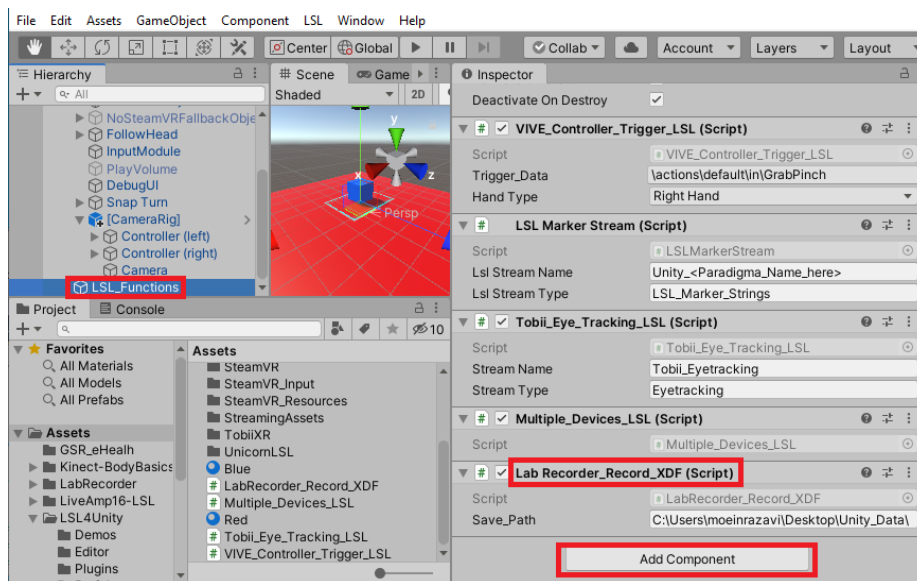 File Edit Assets GameObject Component LSL Window Help
Center Global Collab Account Layers Layout
Hierarchy
All
NoSteamVRFallbackObje
FollowHead
InputModule
PlayVolume
DebugUI
Snap Turn
[CameraRig]
Controller (left)
Controller (right)
Camera
LSL_Functions
Scene Game
Shaded 2D
y
x z
Persp
Project Console
10
Favorites
All Materials
All Models
All Prefabs
Assets
GSR_eHealh
Kinect-BodyBasics
LabRecorder
LiveAmp16-LSL
LSL4Unity
Demos
Editor
Plugins
Assets
SteamVR
SteamVR_Input
SteamVR_Resources
StreamingAssets
TobiiXR
UnicornLSL
Blue
LabRecorder_Record_XDF
Multiple_Devices_LSL
Red
Tobii_Eye_Tracking_LSL
VIVE_Controller_Trigger_LSL
Inspector
Deactivate On Destroy
VIVE_Controller_Trigger_LSL (Script)
Script VIVE_Controller_Trigger_LSL
Trigger_Data \actions\default\in\GrabPinch
Hand Type Right Hand
LSL Marker Stream (Script)
Script LSLMarkerStream
Lsl Stream Name Unity_<Paradigma_Name_here>
Lsl Stream Type LSL_Marker_Strings
Tobii_Eye_Tracking_LSL (Script)
Script Tobii_Eye_Tracking_LSL
Stream Name Tobii_Eyetracking
Stream Type Eyetracking
Multiple_Devices_LSL (Script)
Script Multiple_Devices_LSL
Lab Recorder_Record_XDF (Script)
Script LabRecorder_Record_XDF
Save_Path C:\Users\moeinrazavi\Desktop\Unity_Data\
Add Component